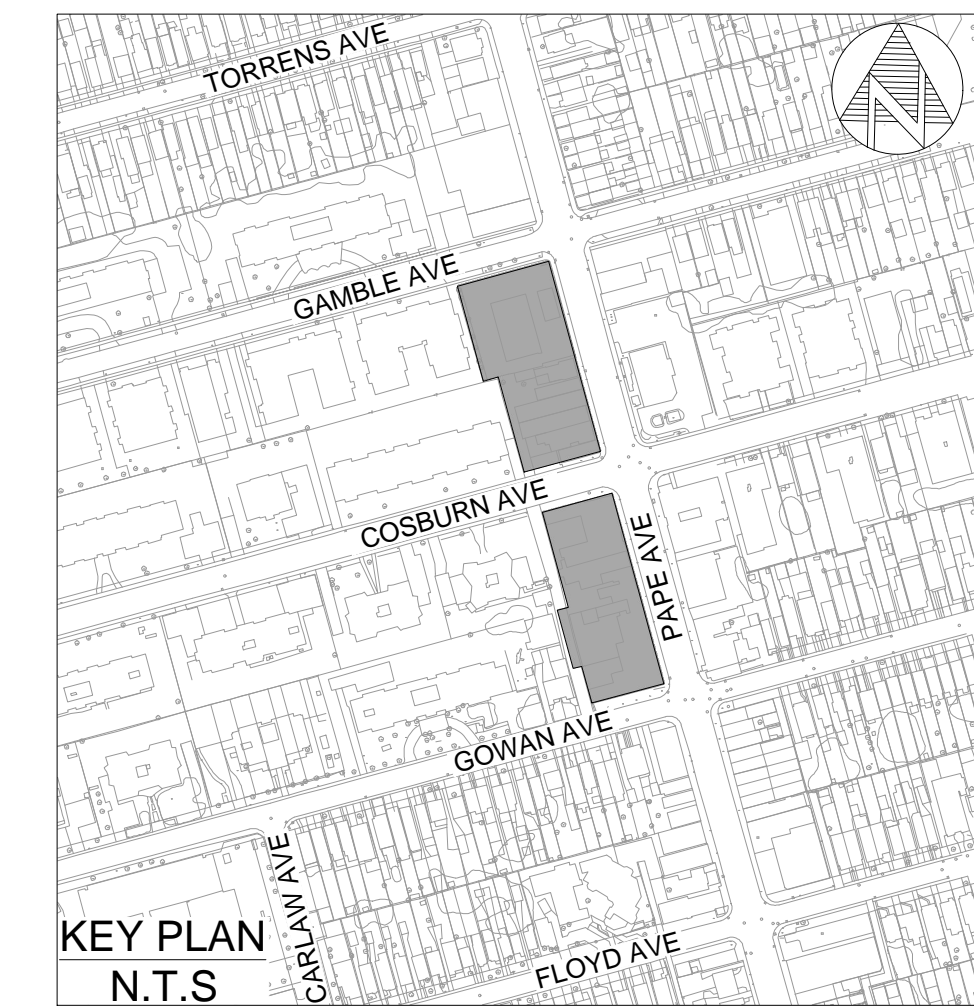 TORRENS AVE
N
GAMBLE AVE
COSBURN AVE
PAPE AVE
GOWAN AVE
CARLAW AVE
FLOYD AVE
KEY PLAN
N.T.S